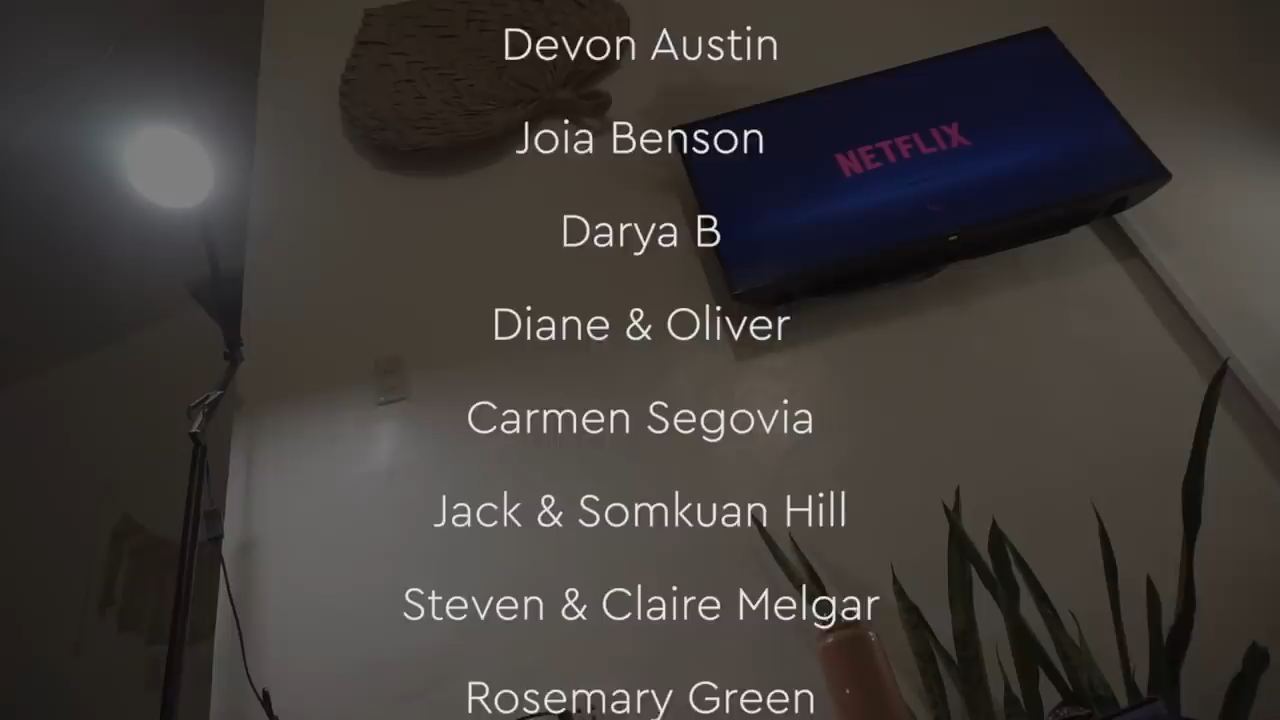 Devon Austin
Joia Benson
NETFLIX
Darya B
Diane & Oliver
Carmen Segovia
Jack & Somkuan Hill
Steven & Claire Melgar
Rosemary Green